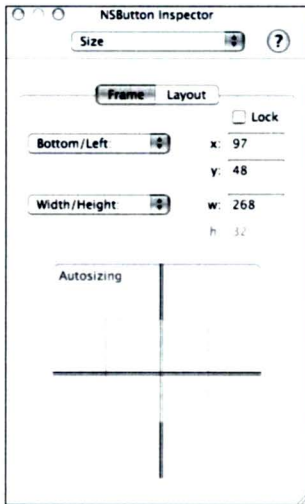 NSButton Inspector
Size
?
Frame Layout
Lock
Bottom/Left x: 97
y: 48
Width/Height w: 268
h: 32
Autosizing